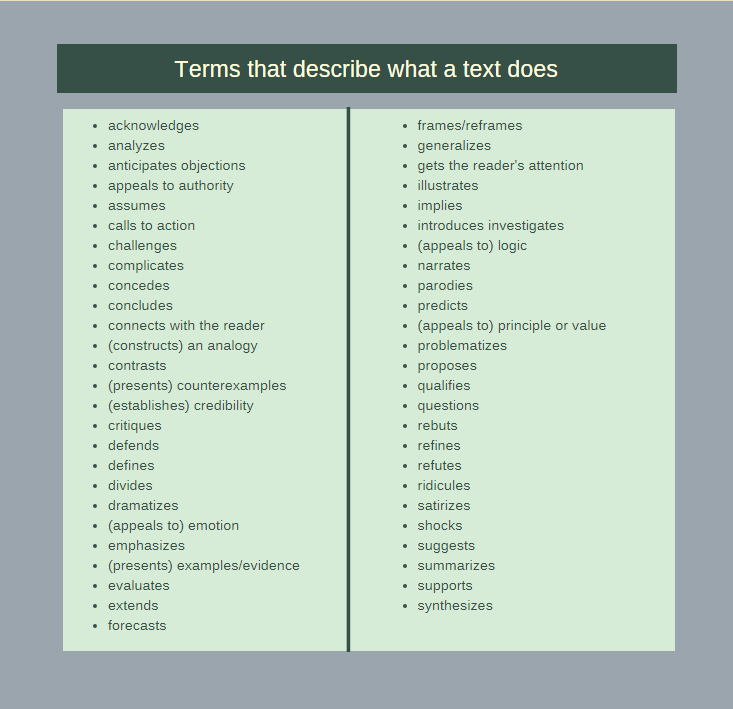 Terms that describe what a text does
acknowledges
analyzes
anticipates objections
appeals to authority
assumes
calls to action
challenges
complicates
concedes
concludes
connects with the reader
(constructs) an analogy
contrasts
(presents) counterexamples
(establishes) credibility
critiques
defends
defines
divides
dramatizes
(appeals to) emotion
emphasizes
(presents) examples/evidence
evaluates
extends
forecasts
frames/reframes
generalizes
gets the reader's attention
illustrates
implies
introduces investigates
(appeals to) logic
narrates
parodies
predicts
(appeals to) principle or value
problematizes
proposes
qualifies
questions
rebuts
refines
refutes
ridicules
satirizes
shocks
suggests
summarizes
supports
synthesizes